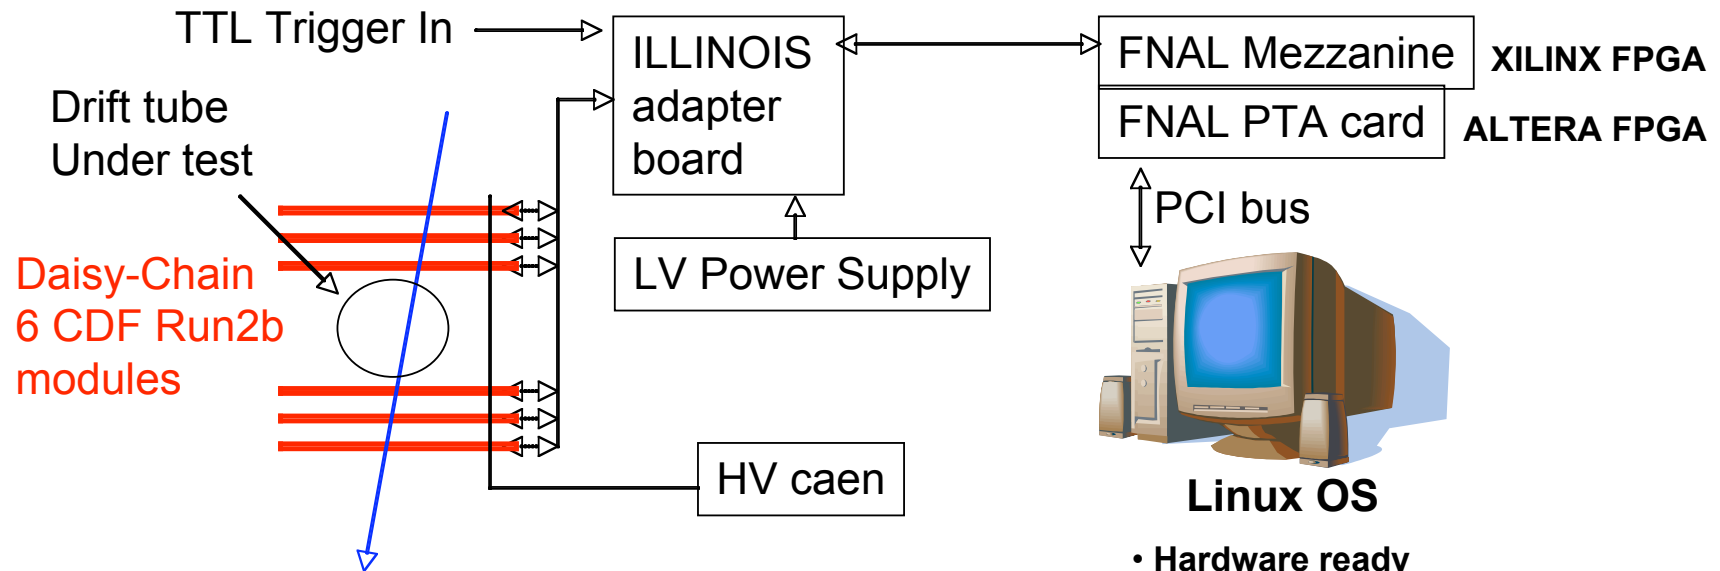 TTL Trigger In
ILLINOIS
adapter
board
FNAL Mezzanine
XILINX FPGA
FNAL PTA card
ALTERA FPGA
Drift tube
Under test
PCI bus
LV Power Supply
Daisy-Chain
6 CDF Run2b
modules
HV caen
Linux OS
• Hardware ready